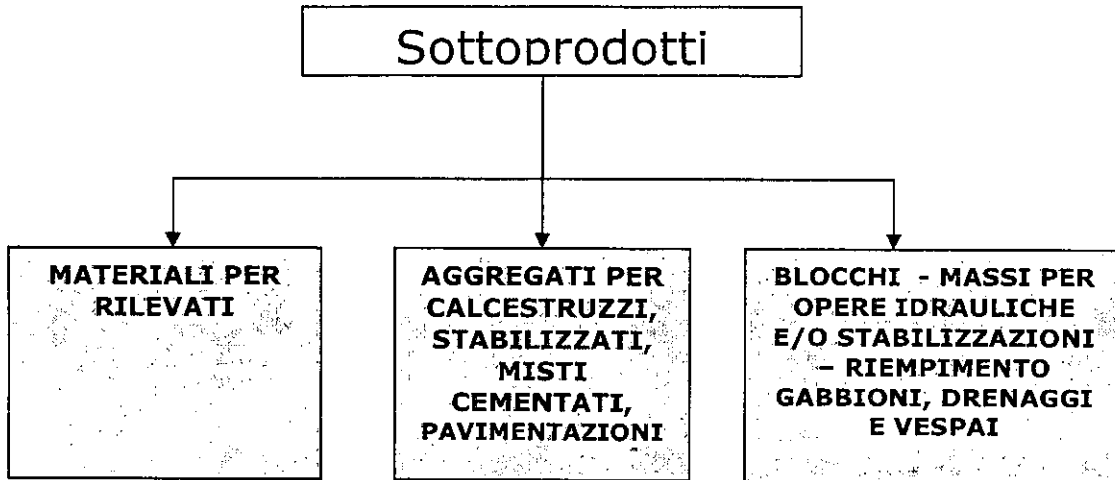 Sottoprodotti
MATERIALI PER
RILEVATI
AGGREGATI PER
CALCESTRUZZI,
STABILIZZATI,
MISTI
CEMENTATI,
PAVIMENTAZIONI
BLOCCHI - MASSI PER
OPERE IDRAULICHE
E/O STABILIZZAZIONI
– RIEMPIMENTO
GABBIONI, DRENAGGI
E VESPAI